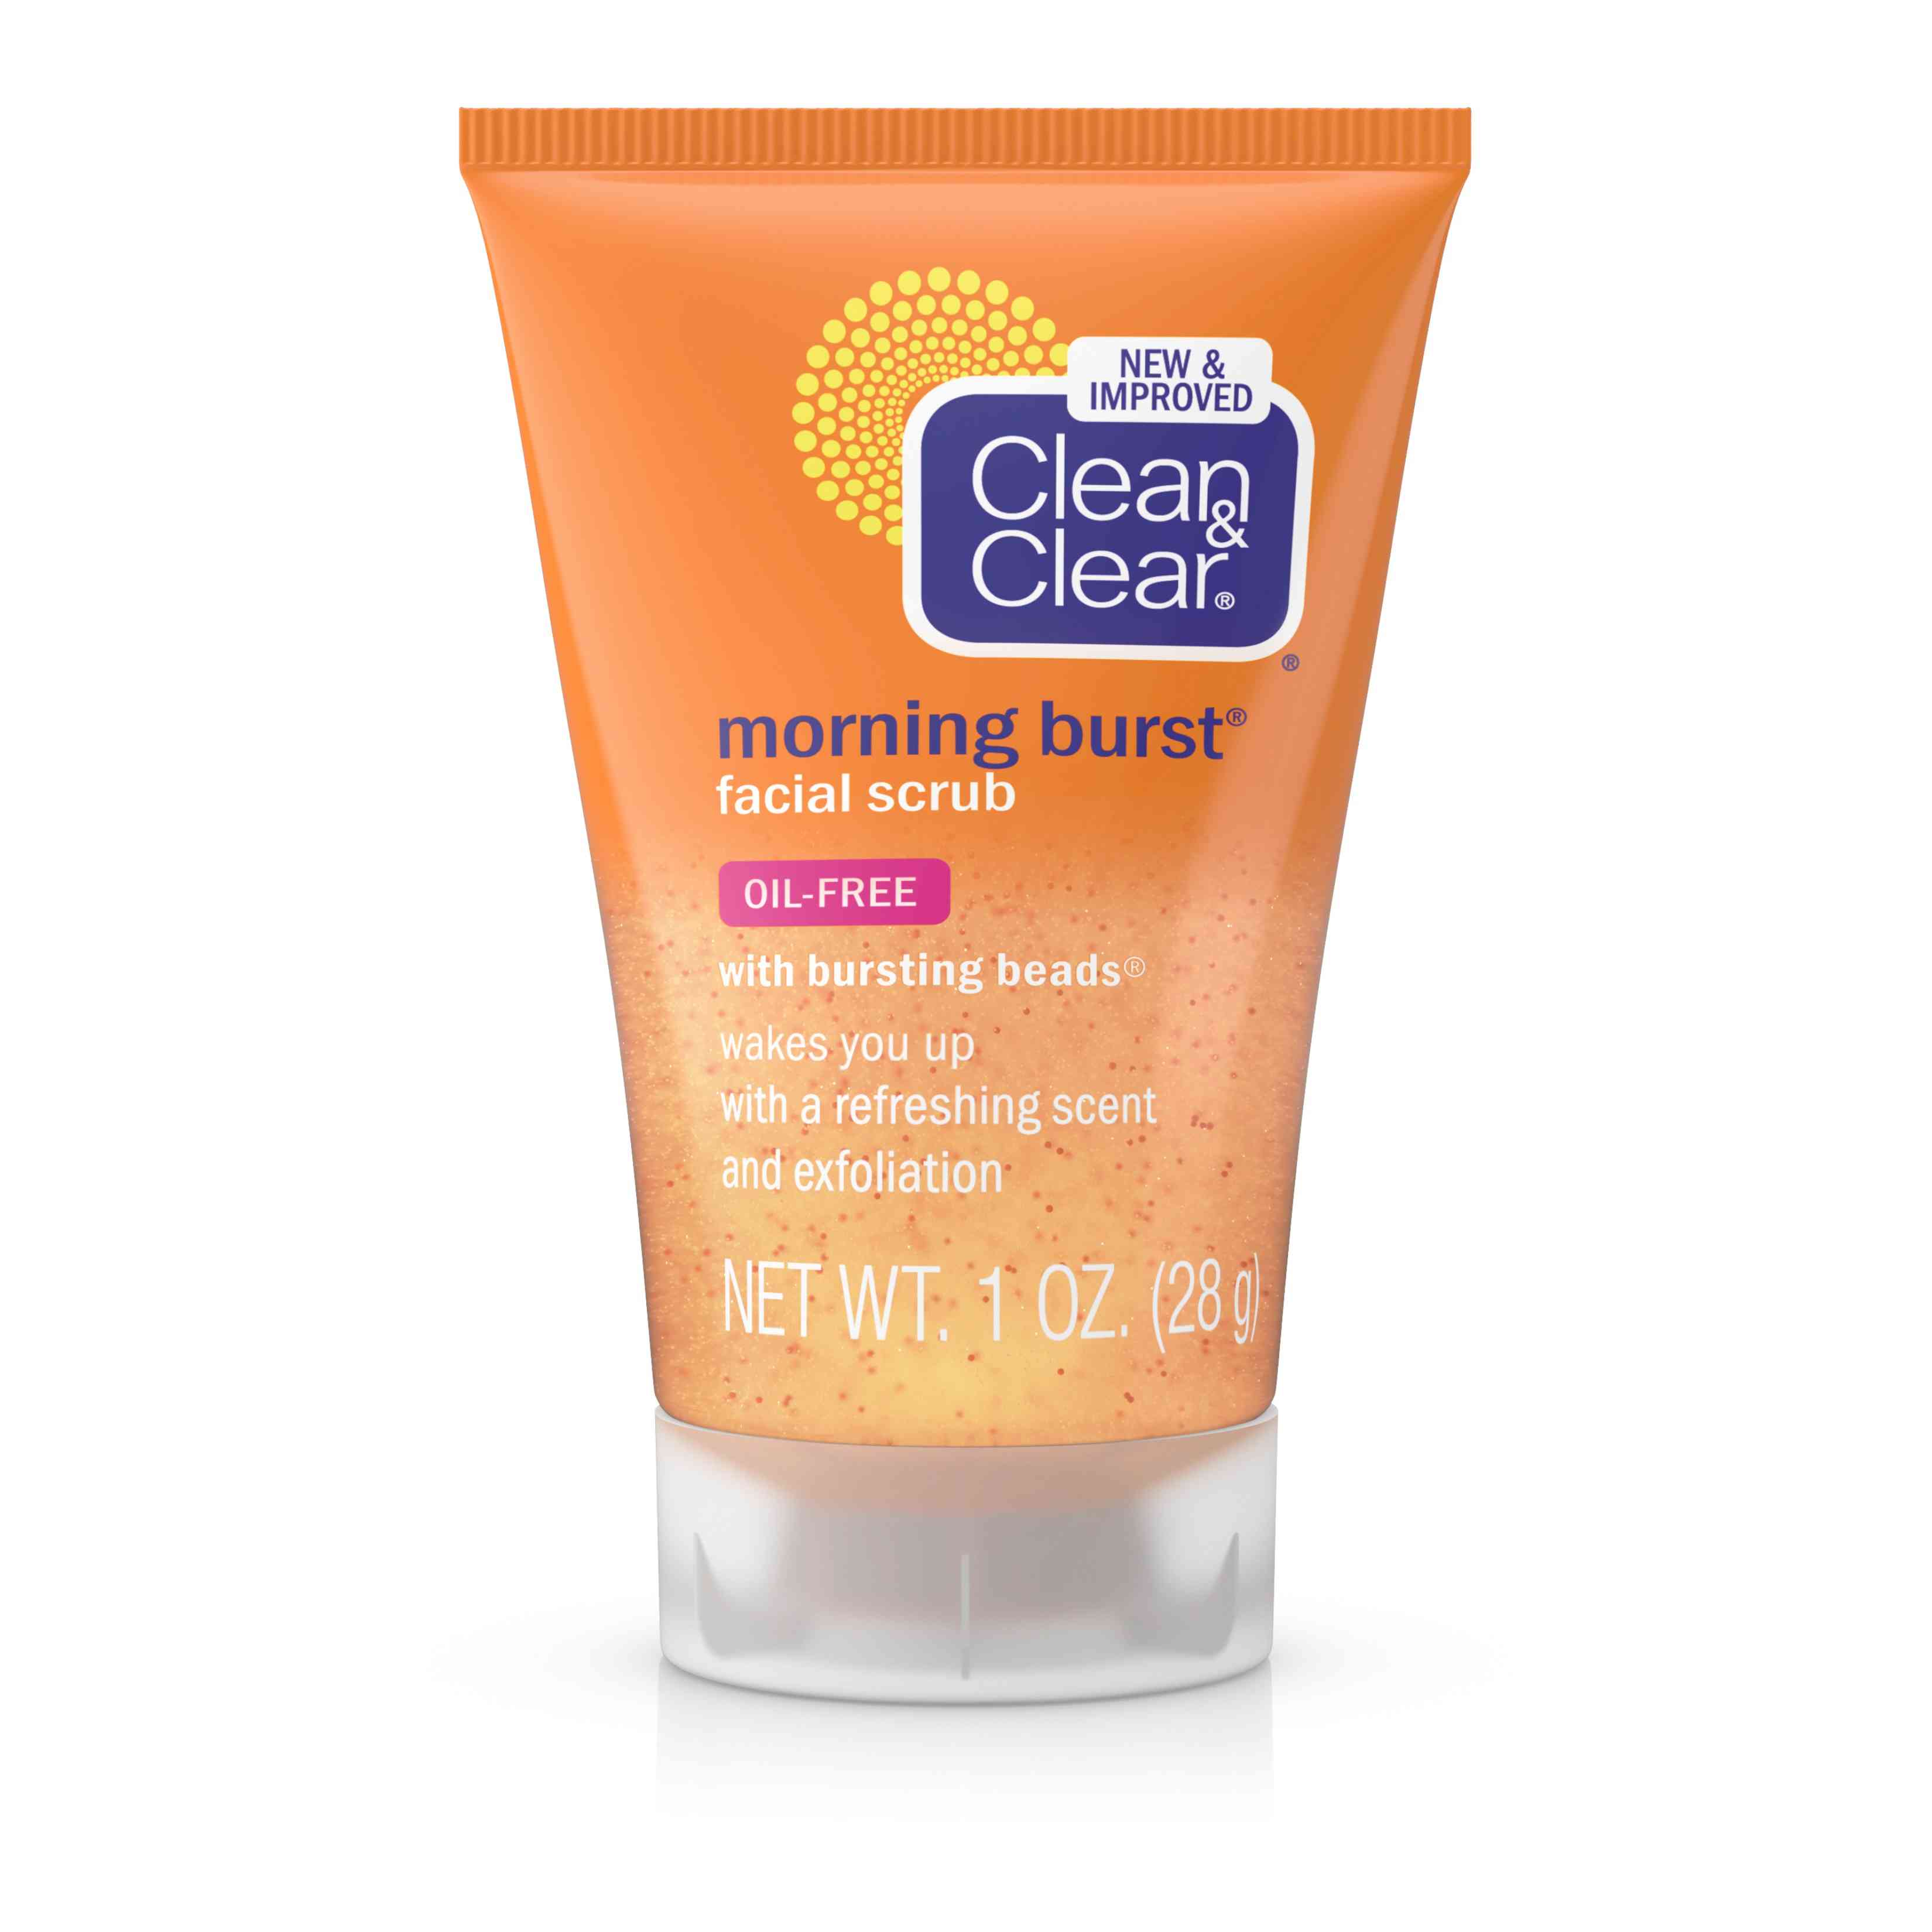 NEW &
IMPROVED
Clean
&
Clear®
®
morning burst®
facial scrub
OIL-FREE
with bursting beads®
wakes you up
with a refreshing scent
and exfoliation
NET WT. 1 OZ. (28 g)